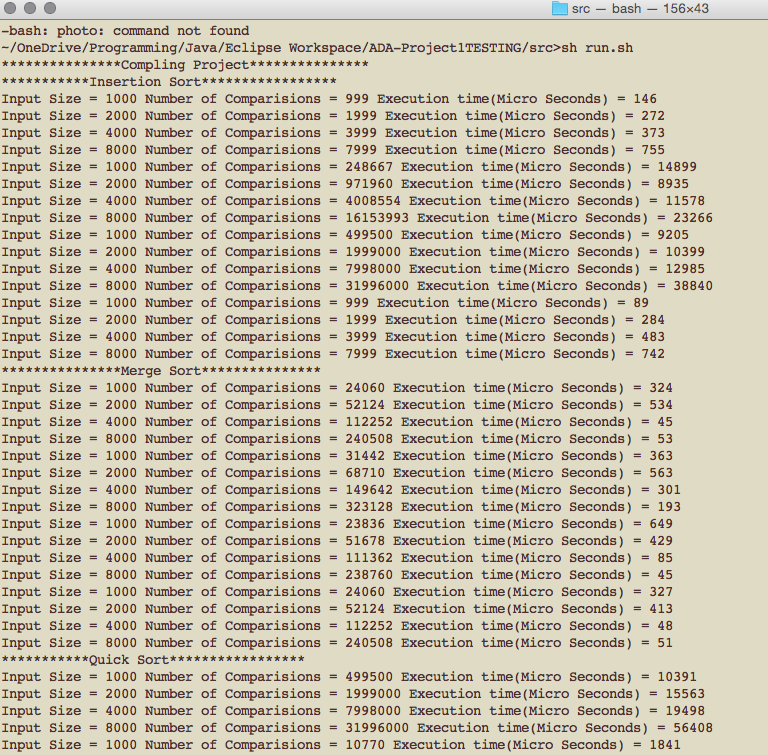 src — bash — 156×43
-bash: photo: command not found
~/OneDrive/Programming/Java/Eclipse Workspace/ADA-Project1TESTING/src>sh run.sh
***************Compling Project***************
***********Insertion Sort*****************
Input Size = 1000 Number of Comparisions = 999 Execution time(Micro Seconds) = 146
Input Size = 2000 Number of Comparisions = 1999 Execution time(Micro Seconds) = 272
Input Size = 4000 Number of Comparisions = 3999 Execution time(Micro Seconds) = 373
Input Size = 8000 Number of Comparisions = 7999 Execution time(Micro Seconds) = 755
Input Size = 1000 Number of Comparisions = 248667 Execution time(Micro Seconds) = 14899
Input Size = 2000 Number of Comparisions = 971960 Execution time(Micro Seconds) = 8935
Input Size = 4000 Number of Comparisions = 4008554 Execution time(Micro Seconds) = 11578
Input Size = 8000 Number of Comparisions = 16153993 Execution time(Micro Seconds) = 23266
Input Size = 1000 Number of Comparisions = 499500 Execution time(Micro Seconds) = 9205
Input Size = 2000 Number of Comparisions = 1999000 Execution time(Micro Seconds) = 10399
Input Size = 4000 Number of Comparisions = 7998000 Execution time(Micro Seconds) = 12985
Input Size = 8000 Number of Comparisions = 31996000 Execution time(Micro Seconds) = 38840
Input Size = 1000 Number of Comparisions = 999 Execution time(Micro Seconds) = 89
Input Size = 2000 Number of Comparisions = 1999 Execution time(Micro Seconds) = 284
Input Size = 4000 Number of Comparisions = 3999 Execution time(Micro Seconds) = 483
Input Size = 8000 Number of Comparisions = 7999 Execution time(Micro Seconds) = 742
***************Merge Sort***************
Input Size = 1000 Number of Comparisions = 24060 Execution time(Micro Seconds) = 324
Input Size = 2000 Number of Comparisions = 52124 Execution time(Micro Seconds) = 534
Input Size = 4000 Number of Comparisions = 112252 Execution time(Micro Seconds) = 45
Input Size = 8000 Number of Comparisions = 240508 Execution time(Micro Seconds) = 53
Input Size = 1000 Number of Comparisions = 31442 Execution time(Micro Seconds) = 363
Input Size = 2000 Number of Comparisions = 68710 Execution time(Micro Seconds) = 563
Input Size = 4000 Number of Comparisions = 149642 Execution time(Micro Seconds) = 301
Input Size = 8000 Number of Comparisions = 323128 Execution time(Micro Seconds) = 193
Input Size = 1000 Number of Comparisions = 23836 Execution time(Micro Seconds) = 649
Input Size = 2000 Number of Comparisions = 51678 Execution time(Micro Seconds) = 429
Input Size = 4000 Number of Comparisions = 111362 Execution time(Micro Seconds) = 85
Input Size = 8000 Number of Comparisions = 238760 Execution time(Micro Seconds) = 45
Input Size = 1000 Number of Comparisions = 24060 Execution time(Micro Seconds) = 327
Input Size = 2000 Number of Comparisions = 52124 Execution time(Micro Seconds) = 413
Input Size = 4000 Number of Comparisions = 112252 Execution time(Micro Seconds) = 48
Input Size = 8000 Number of Comparisions = 240508 Execution time(Micro Seconds) = 51
***********Quick Sort*****************
Input Size = 1000 Number of Comparisions = 499500 Execution time(Micro Seconds) = 10391
Input Size = 2000 Number of Comparisions = 1999000 Execution time(Micro Seconds) = 15563
Input Size = 4000 Number of Comparisions = 7998000 Execution time(Micro Seconds) = 19498
Input Size = 8000 Number of Comparisions = 31996000 Execution time(Micro Seconds) = 56408
Input Size = 1000 Number of Comparisions = 10770 Execution time(Micro Seconds) = 1841